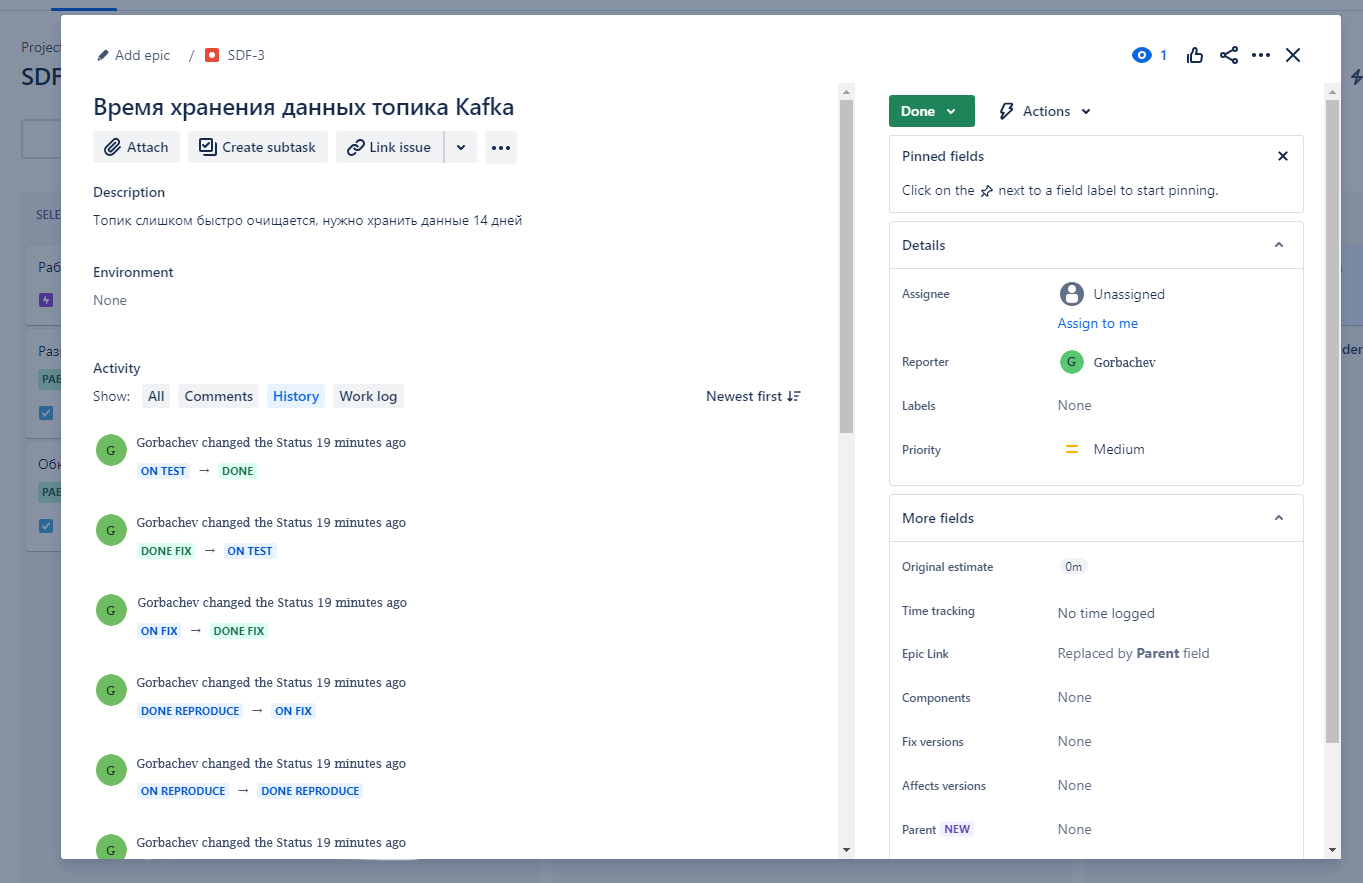 Project
Add epic / SDF-3
1
SDF
Время хранения данных топика Kafka
Attach Create subtask Link issue
Description
Топик слишком быстро очищается, нужно хранить данные 14 дней
Environment
None
Activity
Show: All Comments History Work log Newest first
G Gorbachev changed the Status 19 minutes ago
ON TEST → DONE
G Gorbachev changed the Status 19 minutes ago
DONE FIX → ON TEST
G Gorbachev changed the Status 19 minutes ago
ON FIX → DONE FIX
G Gorbachev changed the Status 19 minutes ago
DONE REPRODUCE → ON FIX
G Gorbachev changed the Status 19 minutes ago
ON REPRODUCE → DONE REPRODUCE
G Gorbachev changed the Status 19 minutes ago
Done Actions
Pinned fields
Click on the next to a field label to start pinning.
Details
Assignee Unassigned
Assign to me
Reporter G Gorbachev
Labels None
Priority Medium
More fields
Original estimate 0m
Time tracking No time logged
Epic Link Replaced by Parent field
Components None
Fix versions None
Affects versions None
Parent NEW None